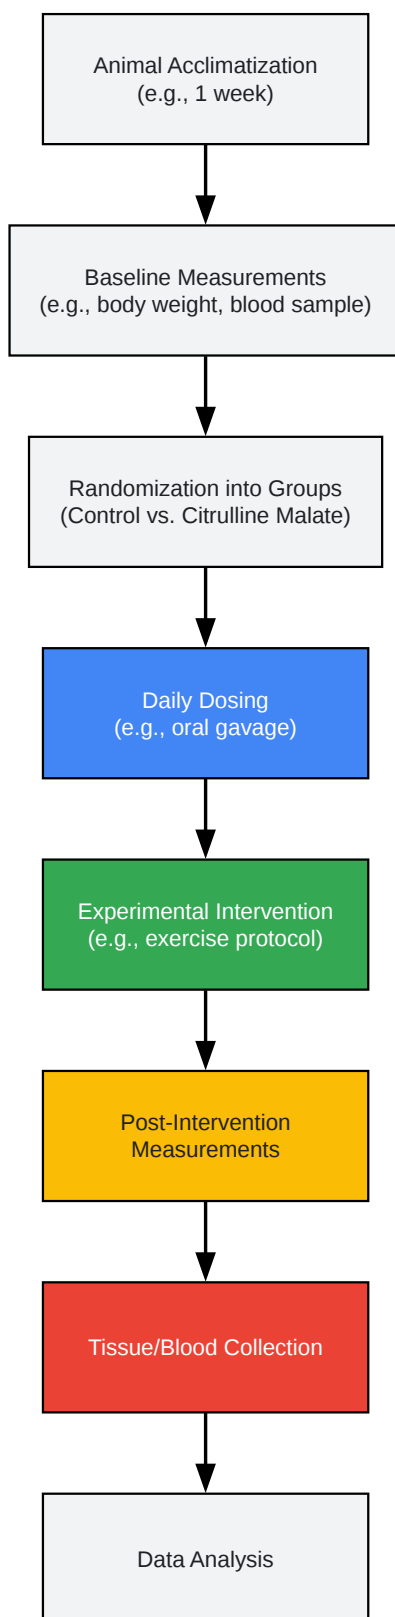 Animal Acclimatization
(e.g., 1 week)
Baseline Measurements
(e.g., body weight, blood sample)
Randomization into Groups
(Control vs. Citrulline Malate)
Daily Dosing
(e.g., oral gavage)
Experimental Intervention
(e.g., exercise protocol)
Post-Intervention
Measurements
Tissue/Blood Collection
Data Analysis